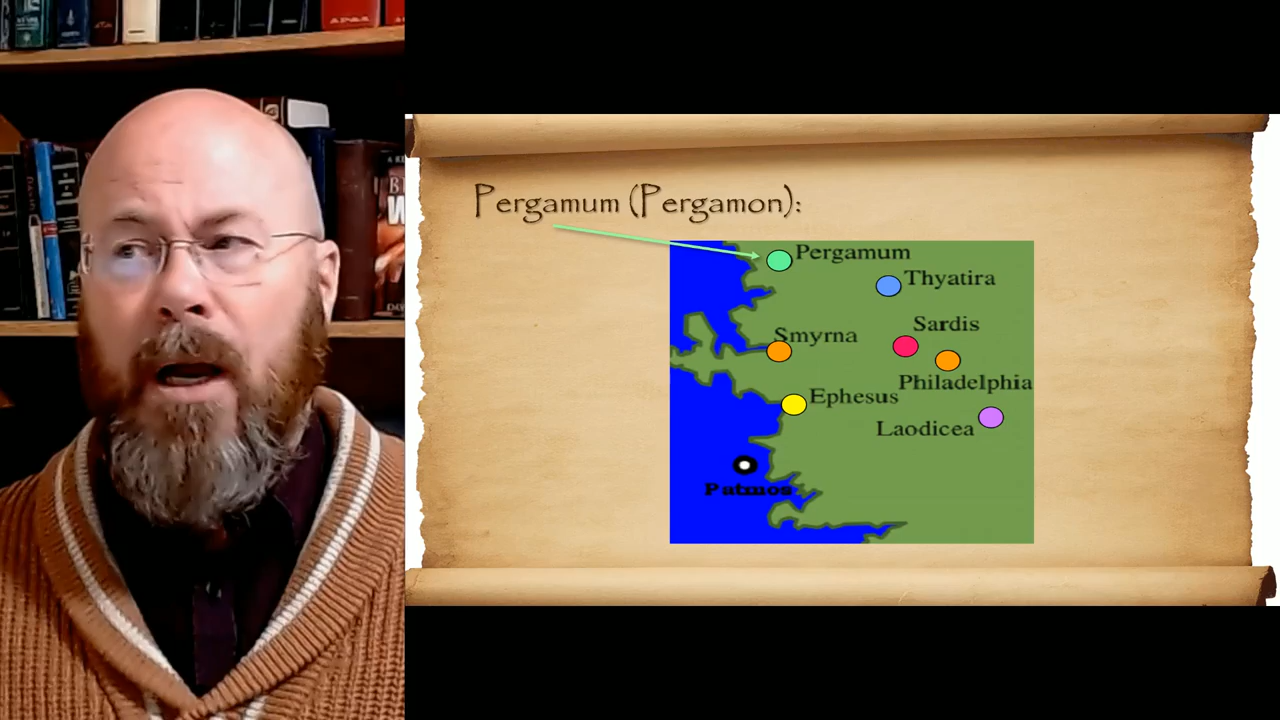 Pergamum (Pergamon):
Pergamum
Thyatira
Sardis
Smyrna
Philadelphia
Ephesus
Laodicea
Patmos